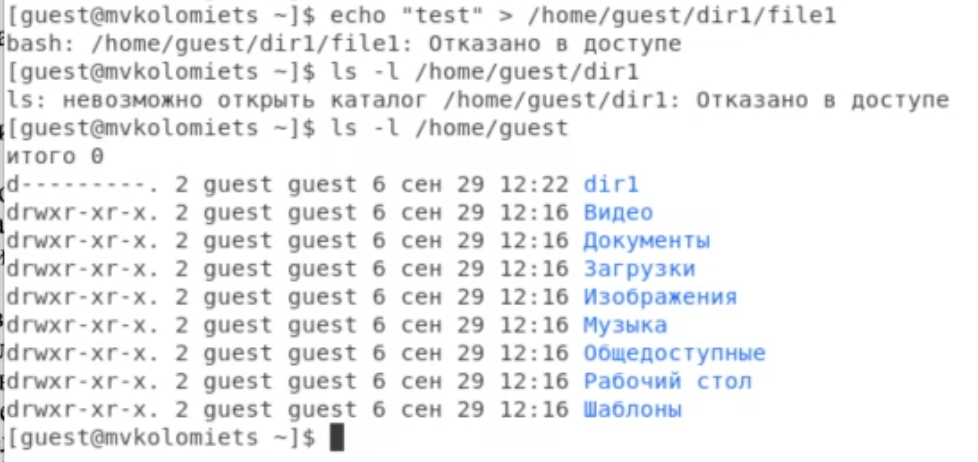 [guest@mvkolomiets ~]$ echo "test" > /home/guest/dir1/file1
bash: /home/guest/dir1/file1: Отказано в доступе
[guest@mvkolomiets ~]$ ls -l /home/guest/dir1
ls: невозможно открыть каталог /home/guest/dir1: Отказано в доступе
[guest@mvkolomiets ~]$ ls -l /home/guest
итого 0
d---------. 2 guest guest 6 сен 29 12:22 dir1
drwxr-xr-x. 2 guest guest 6 сен 29 12:16 Видео
drwxr-xr-x. 2 guest guest 6 сен 29 12:16 Документы
drwxr-xr-x. 2 guest guest 6 сен 29 12:16 Загрузки
drwxr-xr-x. 2 guest guest 6 сен 29 12:16 Изображения
drwxr-xr-x. 2 guest guest 6 сен 29 12:16 Музыка
drwxr-xr-x. 2 guest guest 6 сен 29 12:16 Общедоступные
drwxr-xr-x. 2 guest guest 6 сен 29 12:16 Рабочий стол
drwxr-xr-x. 2 guest guest 6 сен 29 12:16 Шаблоны
[guest@mvkolomiets ~]$